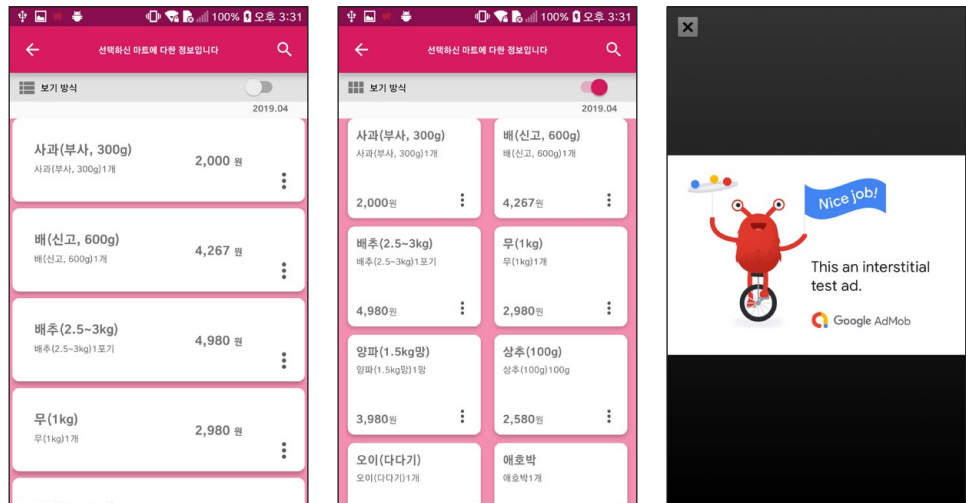 100% 오후 3:31
선택하신 마트에 다한 정보입니다
보기 방식
2019.04
사과(부사, 300g)
사과(부사, 300g)1개
2,000 원
배(신고, 600g)
배(신고, 600g)1개
4,267 원
배추(2.5~3kg)
배추(2.5~3kg)1포기
4,980 원
무(1kg)
무(1kg)1개
2,980 원
100% 오후 3:31
선택하신 마트에 다한 정보입니다
보기 방식
2019.04
사과(부사, 300g)
사과(부사, 300g)1개
2,000원
배(신고, 600g)
배(신고, 600g)1개
4,267원
배추(2.5~3kg)
배추(2.5~3kg)1포기
4,980원
무(1kg)
무(1kg)1개
2,980원
양파(1.5kg망)
양파(1.5kg망)1망
3,980원
상추(100g)
상추(100g)100g
2,580원
오이(다다기)
오이(다다기)1개
애호박
애호박1개
Nice job!
This an interstitial
test ad.
Google AdMob